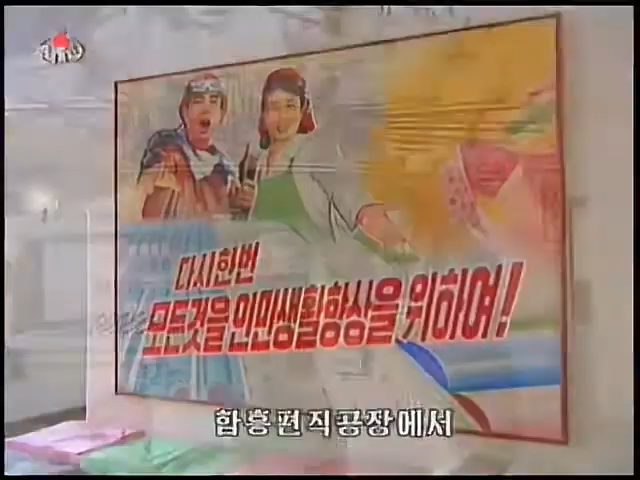 다시한번
모든것을 인민생활향상을 위하여!
함흥편직공장에서